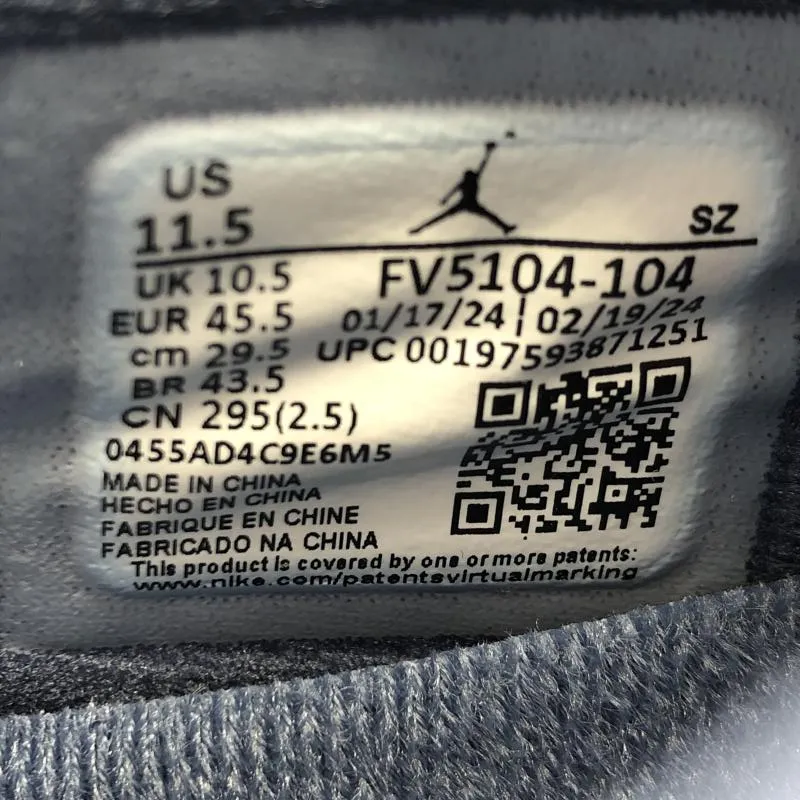 US
11.5
SZ
UK 10.5
FV5104-104
EUR 45.5
01/17/24 | 02/19/24
cm 29.5
UPC 00197593871251
BR 43.5
CN 295(2.5)
0455AD4C9E6M5
MADE IN CHINA
HECHO EN CHINA
FABRIQUE EN CHINE
FABRICADO NA CHINA
This product is covered by one or more patents:
www.nike.com/patentsvirtualmarking